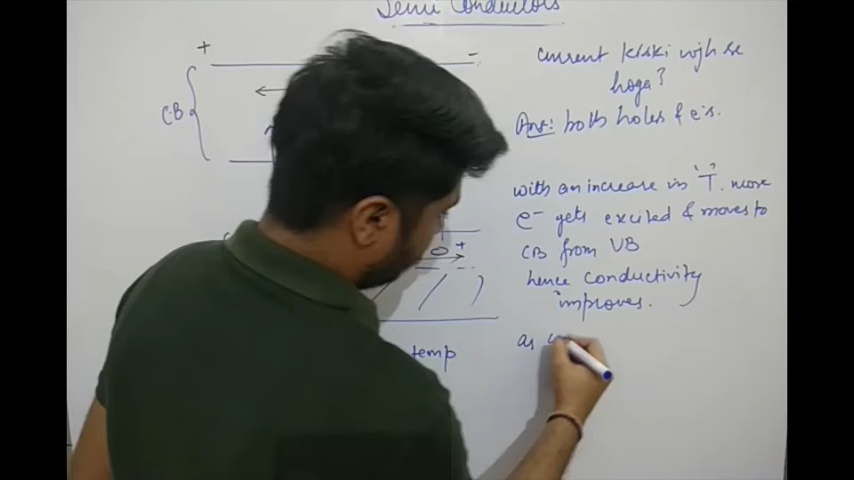 Semi Conductors
+ -
current kiski wjh se
hoga?
C.B
Ans: both holes & e's.
with an increase in 'T', more
e⁻ gets excited & moves to
CB from VB
hence conductivity
improves.
+
temp
as